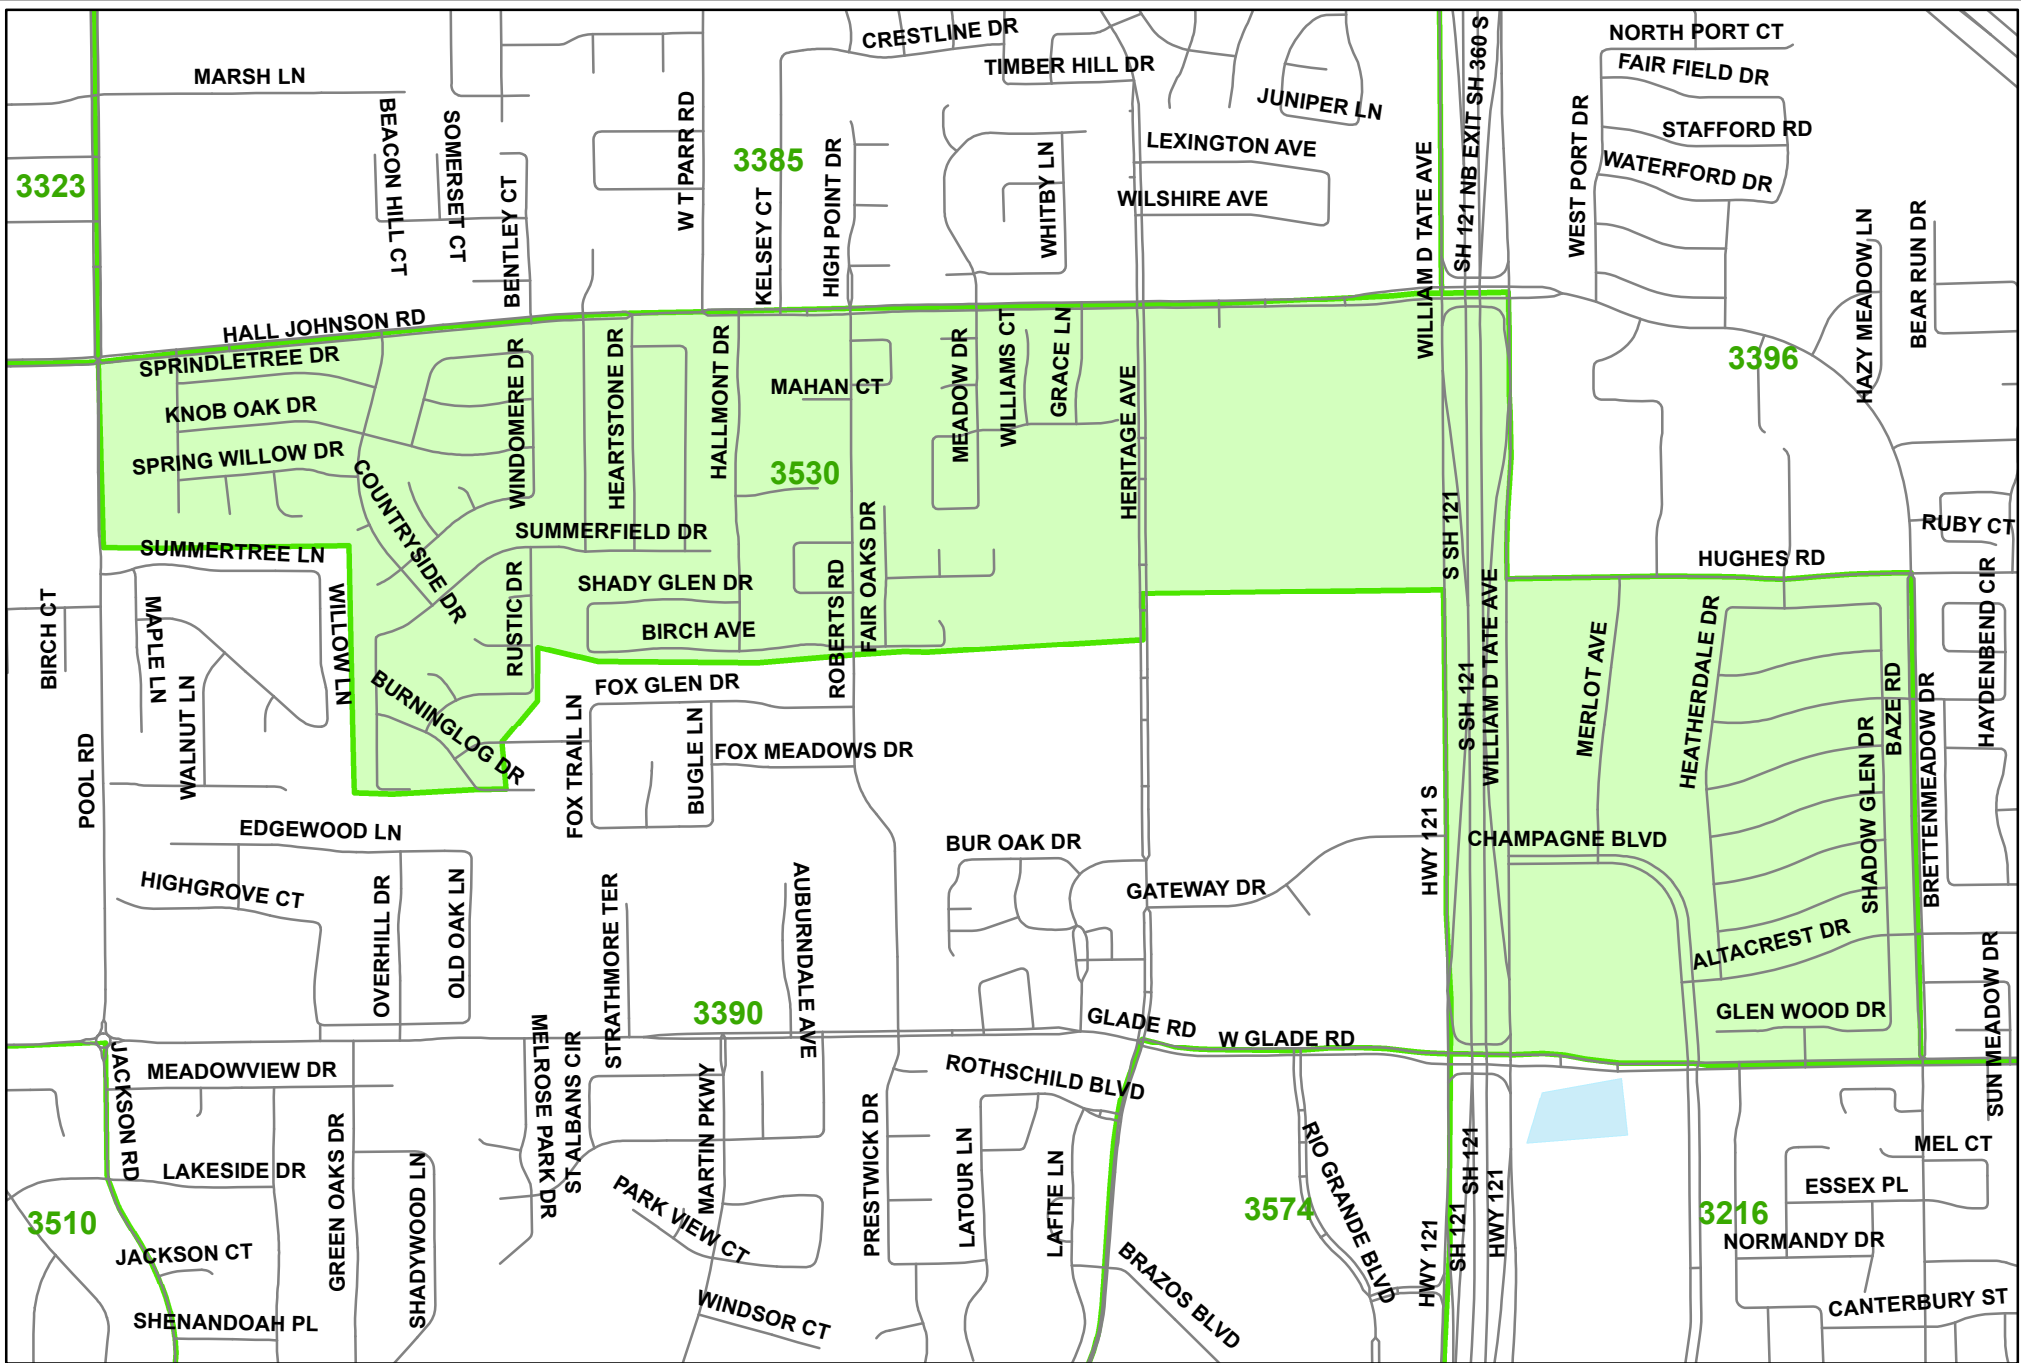 CRESTLINE DR
NORTH PORT CT
MARSH LN
TIMBER HILL DR
FAIR FIELD DR
BEACON HILL CT
SOMERSET CT
W T PARR RD
JUNIPER LN
SH 121 NB EXIT SH 360 S
WEST PORT DR
STAFFORD RD
3323
3385
HIGH POINT DR
WHITBY LN
LEXINGTON AVE
WILLIAM D TATE AVE
WATERFORD DR
BENTLEY CT
KELSEY CT
WILSHIRE AVE
HAZY MEADOW LN
BEAR RUN DR
HALL JOHNSON RD
SPRINDLETREE DR
WINDOMERE DR
HEARTSTONE DR
HALLMONT DR
MAHAN CT
MEADOW DR
WILLIAMS CT
GRACE LN
HERITAGE AVE
3396
KNOB OAK DR
SPRING WILLOW DR
COUNTRYSIDE DR
3530
SUMMERFIELD DR
FAIR OAKS DR
S SH 121
RUBY CT
SUMMERTREE LN
HUGHES RD
BIRCH CT
MAPLE LN
WILLOW LN
RUSTIC DR
SHADY GLEN DR
BIRCH AVE
ROBERTS RD
WILLIAM D TATE AVE
MERLOT AVE
HEATHERDALE DR
HAYDENBEND CIR
WALNUT LN
BURNINGLOG DR
FOX GLEN DR
S SH 121
BAZE RD
POOL RD
FOX TRAIL LN
BUGLE LN
FOX MEADOWS DR
SHADOW GLEN DR
BRETTENMEADOW DR
EDGEWOOD LN
BUR OAK DR
HWY 121 S
CHAMPAGNE BLVD
HIGHGROVE CT
OVERHILL DR
OLD OAK LN
STRATHMORE TER
AUBURNDALE AVE
GATEWAY DR
ALTACREST DR
SUN MEADOW DR
3390
GLADE RD
W GLADE RD
GLEN WOOD DR
JACKSON RD
MEADOWVIEW DR
MELROSE PARK DR
ST ALBANS CIR
MARTIN PKWY
ROTHSCHILD BLVD
GREEN OAKS DR
SHADYWOOD LN
PRESTWICK DR
LATOUR LN
LAFITE LN
RIO GRANDE BLVD
SH 121
HWY 121
MEL CT
LAKESIDE DR
PARK VIEW CT
ESSEX PL
3510
3574
3216
JACKSON CT
BRAZOS BLVD
HWY 121
SH 121
NORMANDY DR
SHENANDOAH PL
WINDSOR CT
CANTERBURY ST